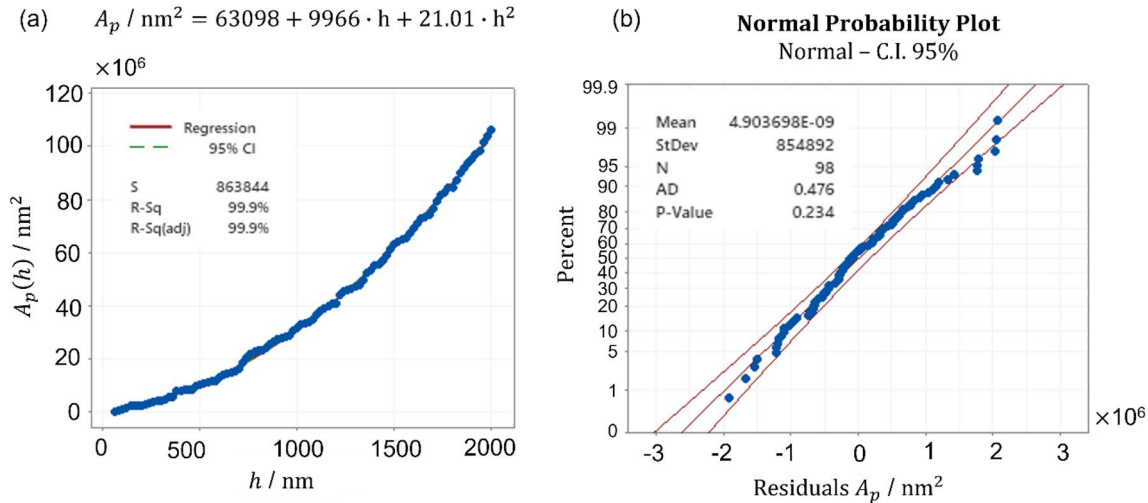 (a) A_p / nm² = 63098 + 9966 · h + 21.01 · h²
×10⁶
120
100
80
60
40
20
0
A_p(h) / nm²
Regression
95% CI
S 863844
R-Sq 99.9%
R-Sq(adj) 99.9%
0 500 1000 1500 2000
h / nm
(b) Normal Probability Plot
Normal – C.I. 95%
99.9
99
95
90
80
70
60
50
40
30
20
10
5
1
0
Percent
Mean 4.903698E-09
StDev 854892
N 98
AD 0.476
P-Value 0.234
-3 -2 -1 0 1 2 3
×10⁶
Residuals A_p / nm²